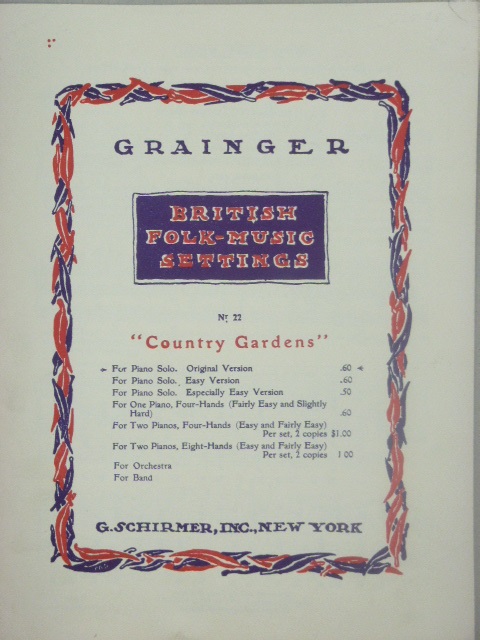 GRAINGER
BRITISH
FOLK-MUSIC
SETTINGS
Nr. 22
"Country Gardens"
For Piano Solo. Original Version .60
For Piano Solo. Easy Version .60
For Piano Solo. Especially Easy Version .50
For One Piano, Four-Hands (Fairly Easy and Slightly
Hard) .60
For Two Pianos, Four-Hands (Easy and Fairly Easy)
Per set, 2 copies $1.00
For Two Pianos, Eight-Hands (Easy and Fairly Easy)
Per set, 2 copies 1 00
For Orchestra
For Band
G. SCHIRMER, INC., NEW YORK